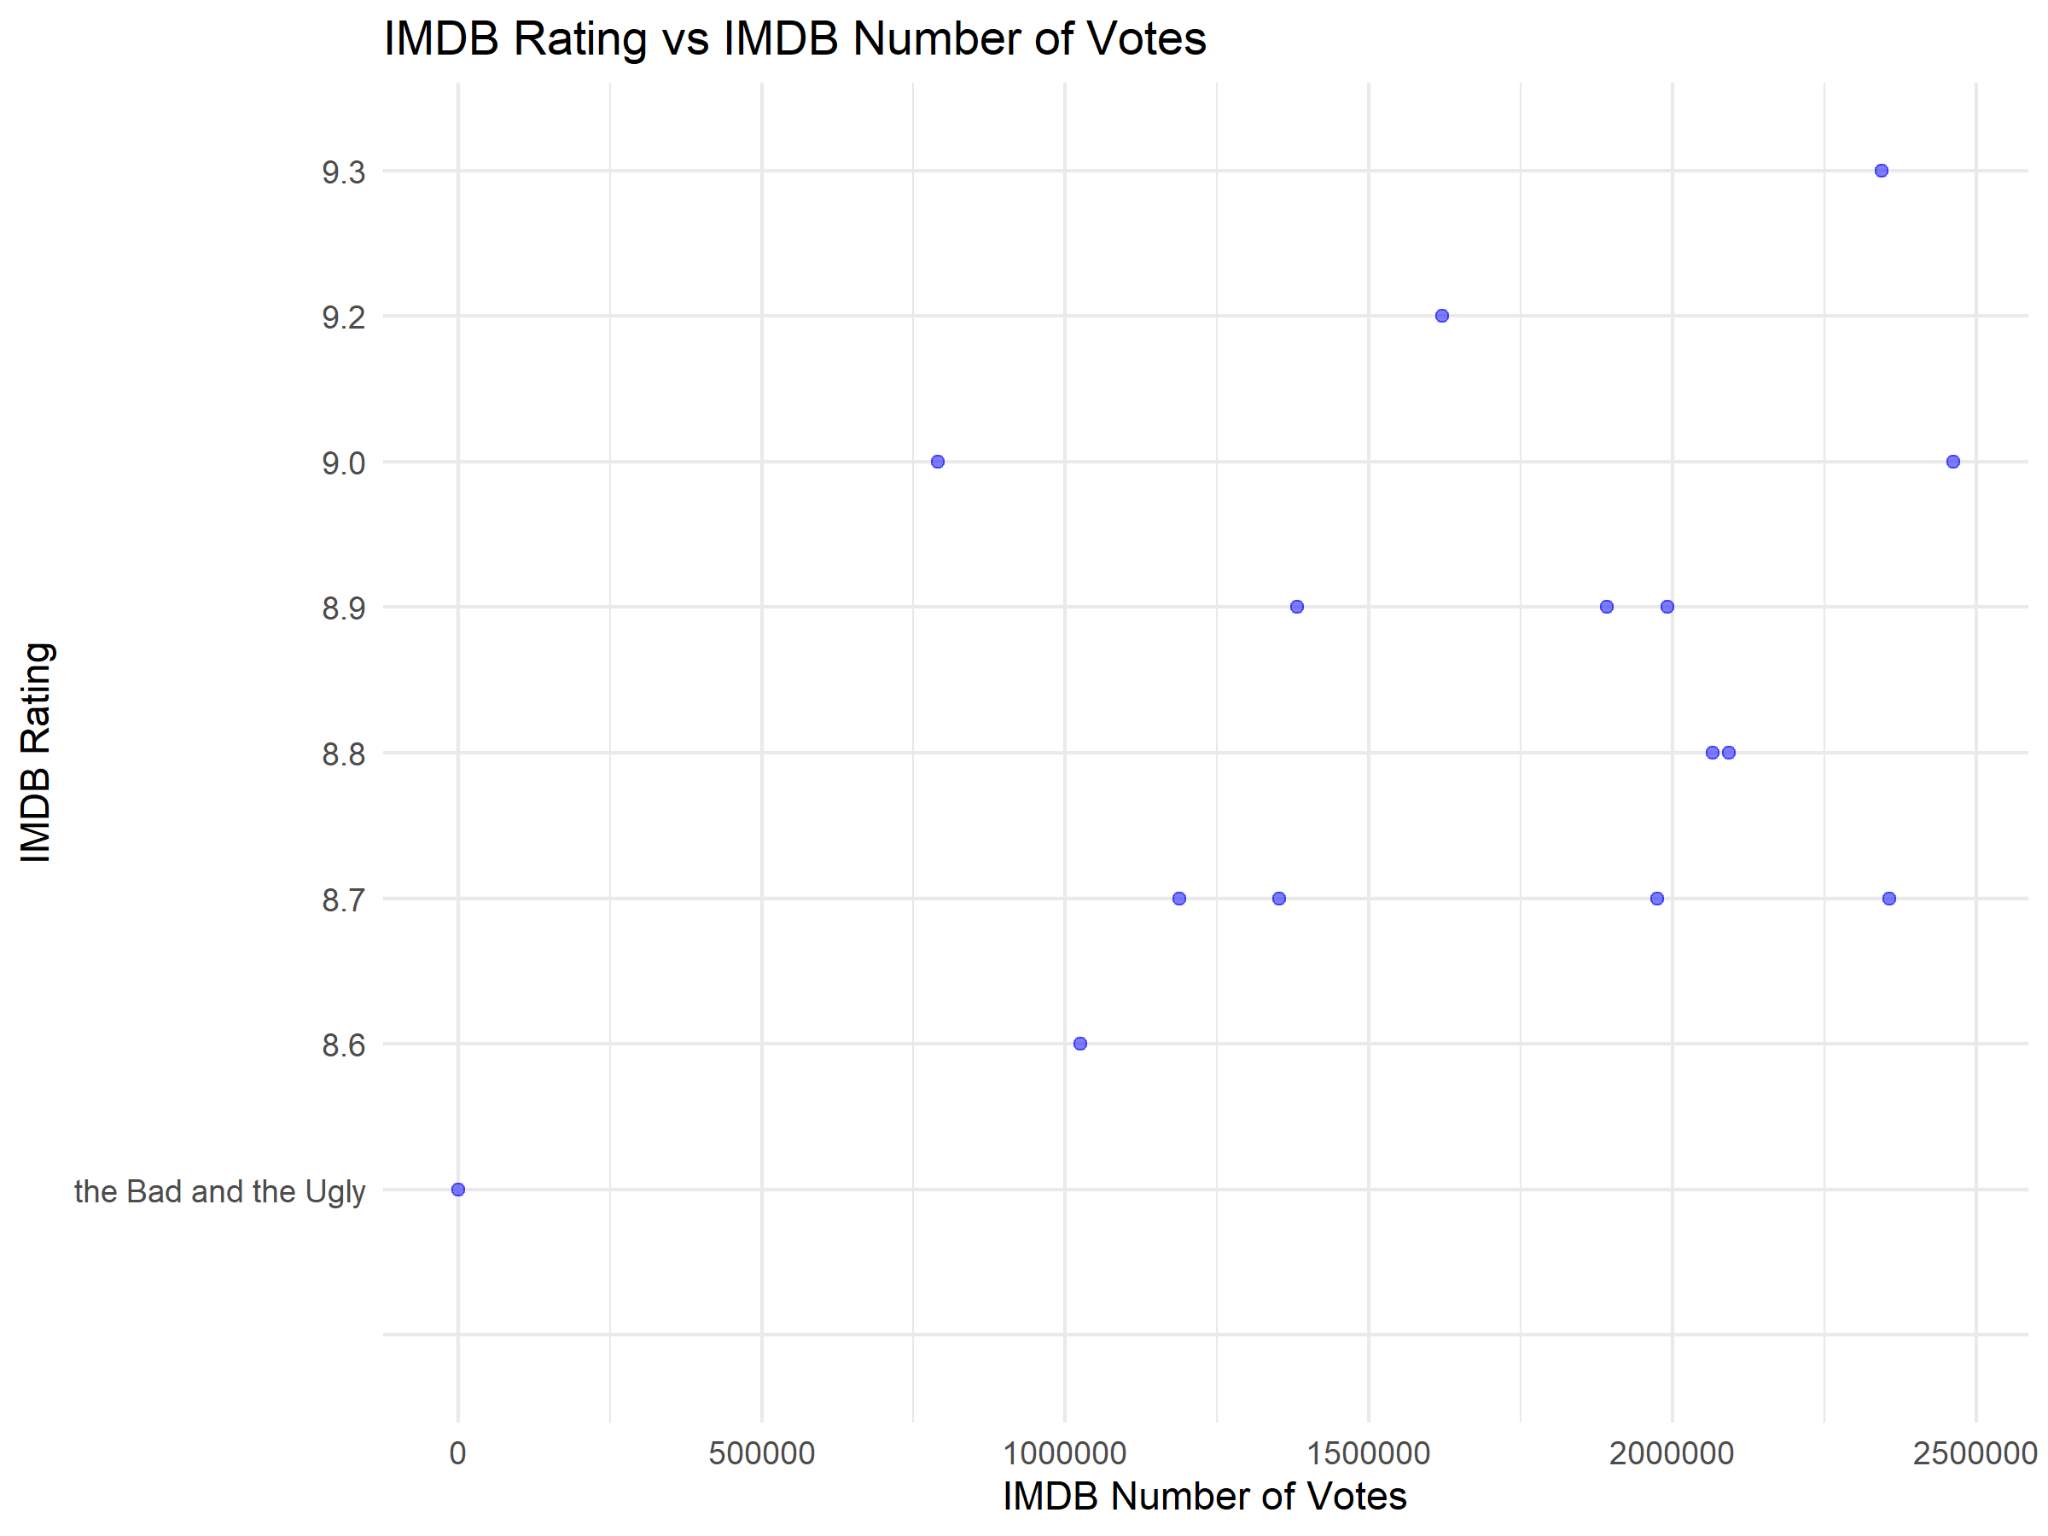 IMDB Rating vs IMDB Number of Votes
IMDB Rating
9.3
9.2
9.0
8.9
8.8
8.7
8.6
the Bad and the Ugly
0 500000 1000000 1500000 2000000 2500000
IMDB Number of Votes